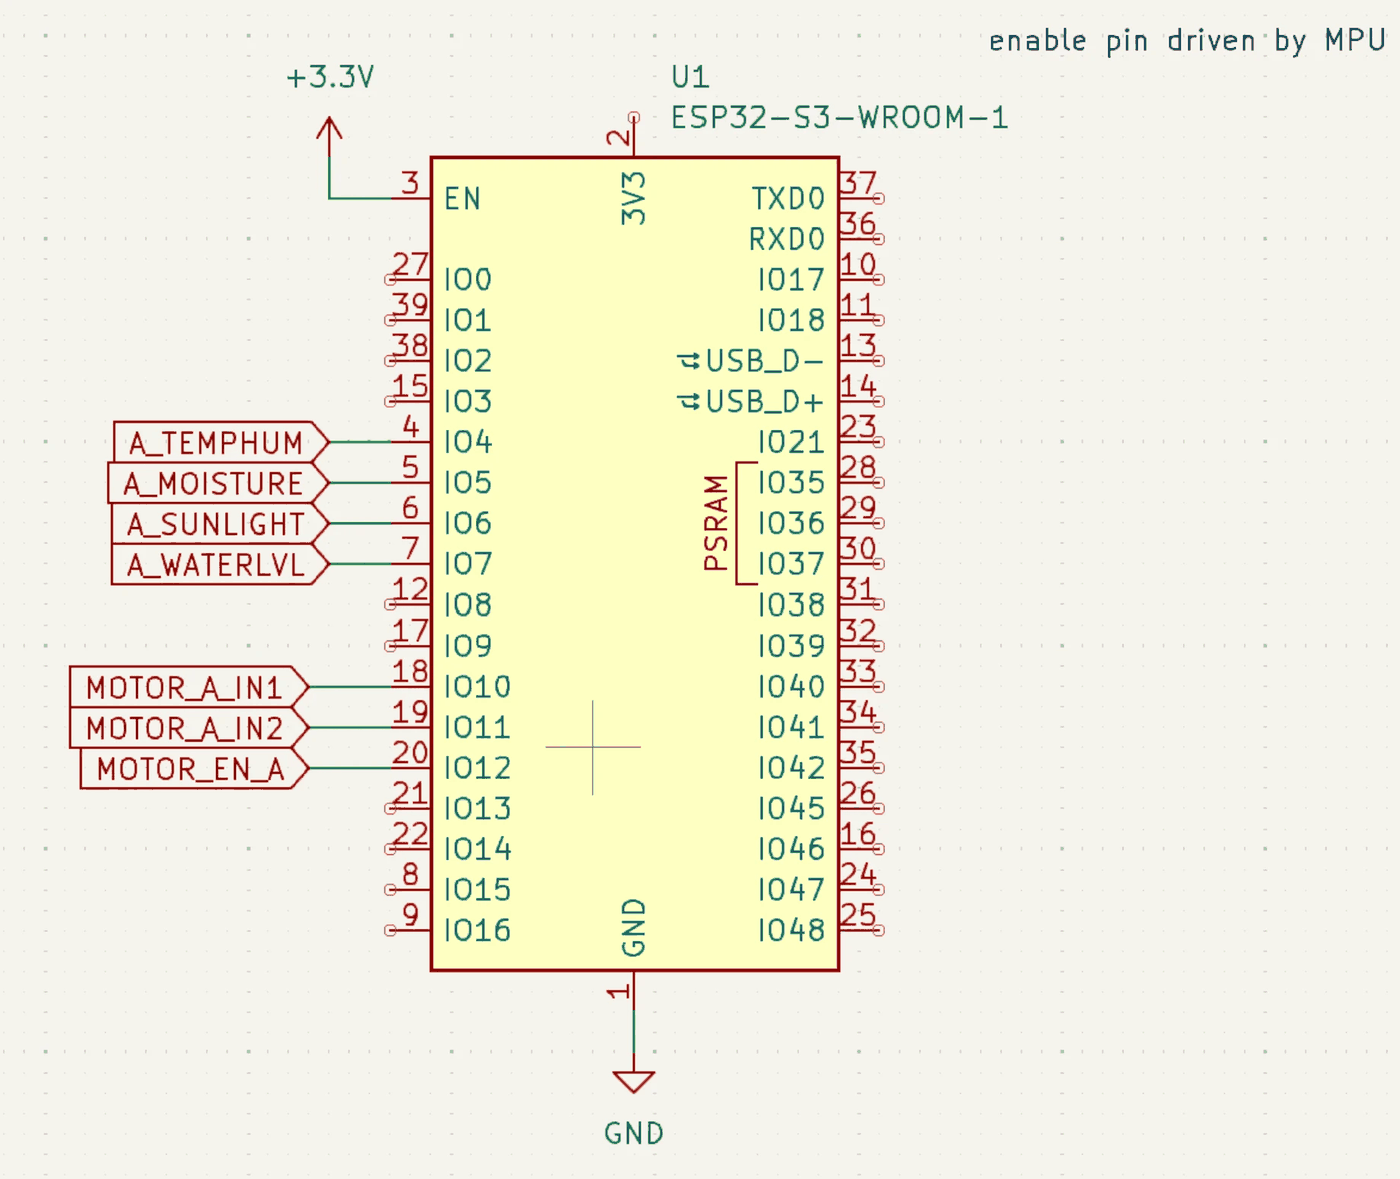 enable pin driven by MPU
+3.3V
U1
ESP32-S3-WROOM-1
2
3 EN 3V3 TXD0 37
RXD0 36
27 IO0 IO17 10
39 IO1 IO18 11
38 IO2 USB_D- 13
15 IO3 USB_D+ 14
A_TEMPHUM 4 IO4 IO21 23
A_MOISTURE 5 IO5 IO35 28
A_SUNLIGHT 6 IO6 PSRAM IO36 29
A_WATERLVL 7 IO7 IO37 30
12 IO8 IO38 31
17 IO9 IO39 32
MOTOR_A_IN1 18 IO10 IO40 33
MOTOR_A_IN2 19 IO11 IO41 34
MOTOR_EN_A 20 IO12 IO42 35
21 IO13 IO45 26
22 IO14 IO46 16
8 IO15 IO47 24
9 IO16 GND IO48 25
1
GND